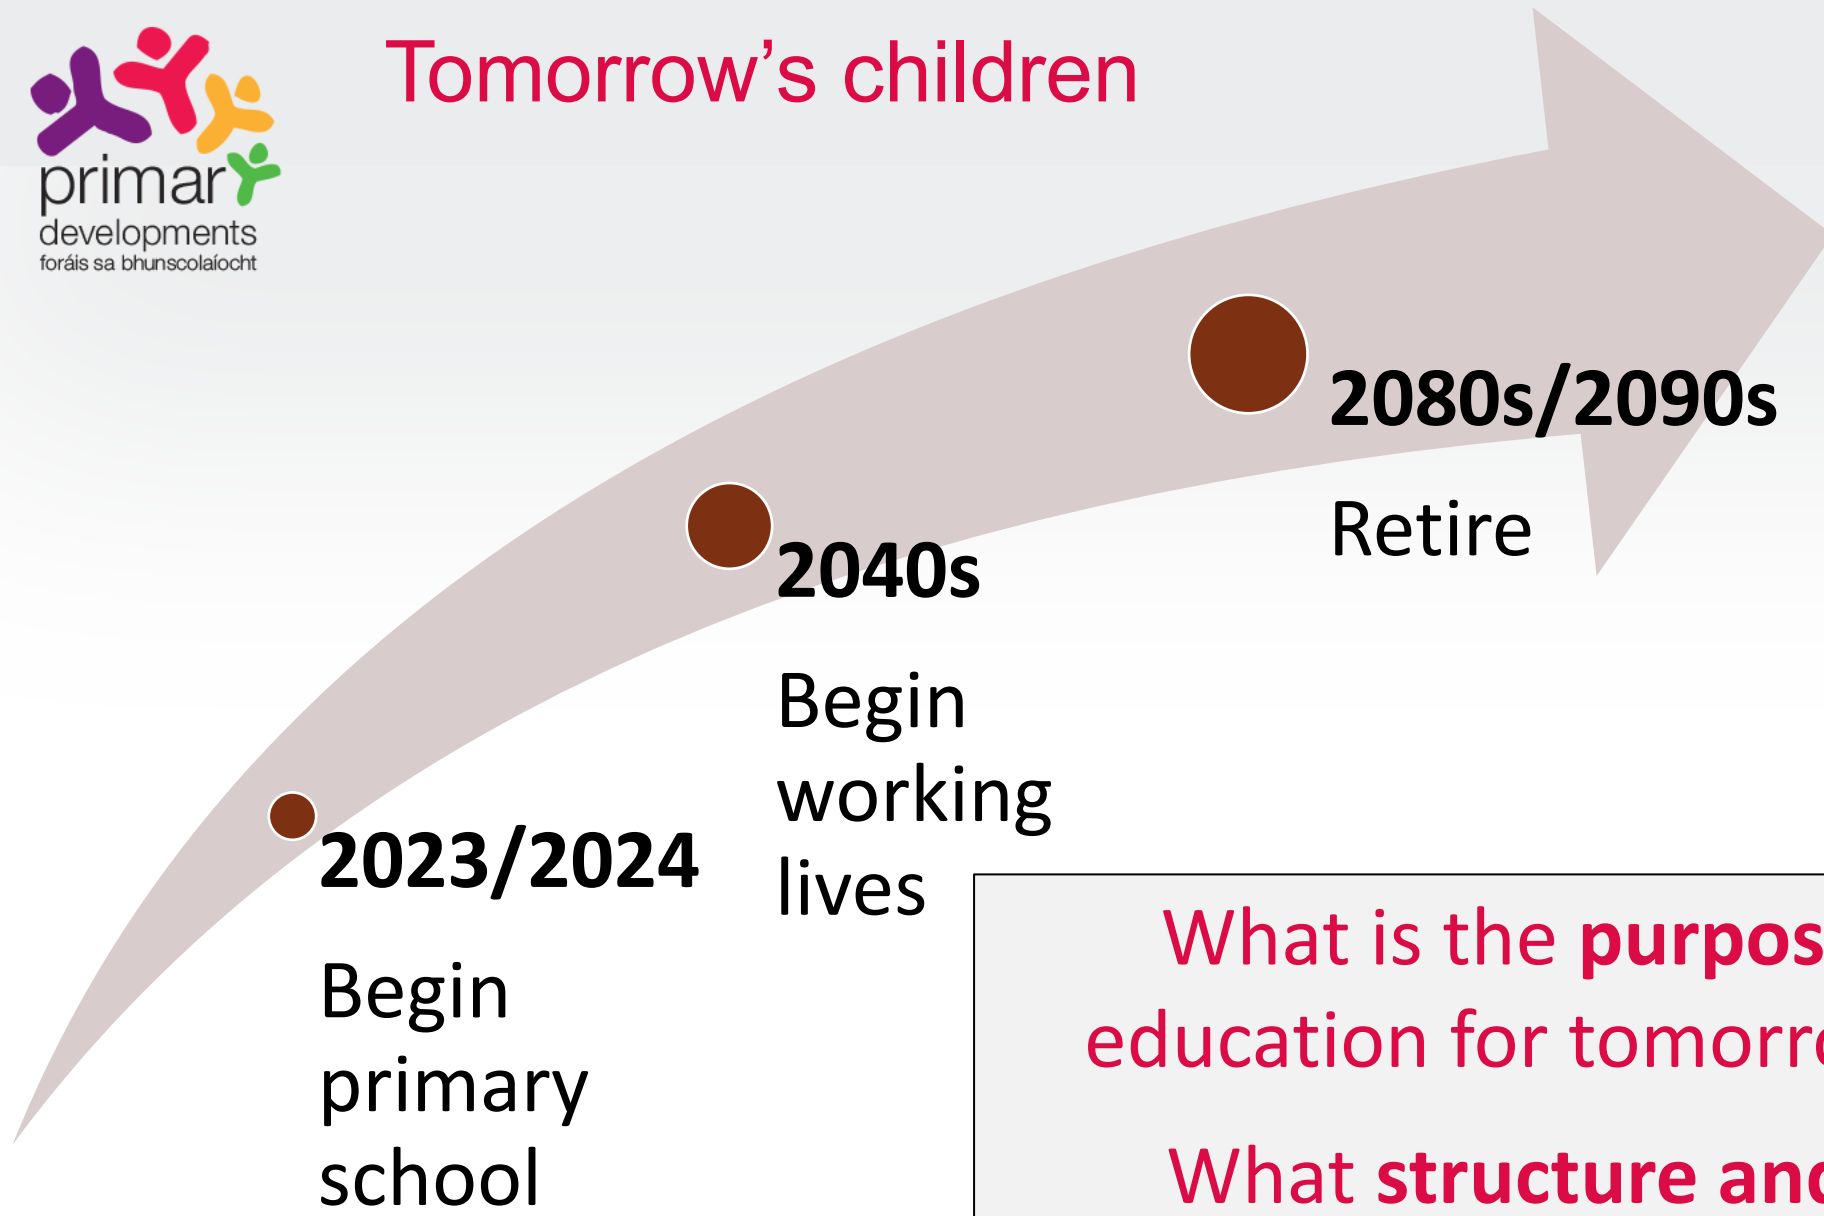 Tomorrow's children
primary
developments
foráis sa bhunscolaíocht
2080s/2090s
Retire
2040s
Begin
working
lives
2023/2024
Begin
primary
school
What is the
education for
What structure